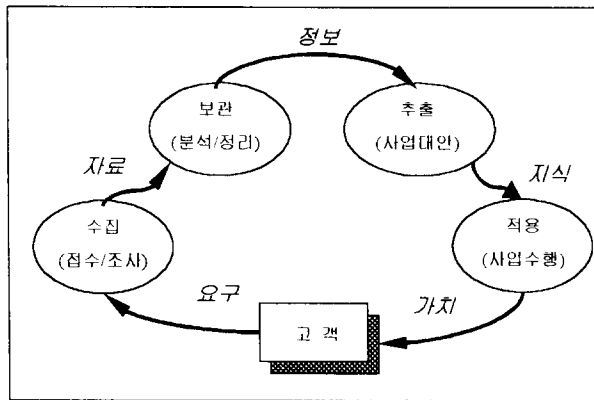 정보
보관
(분석/정리)
추출
(사업대안)
자료
지식
수집
(접수/조사)
적용
(사업수행)
요구
가치
고 객